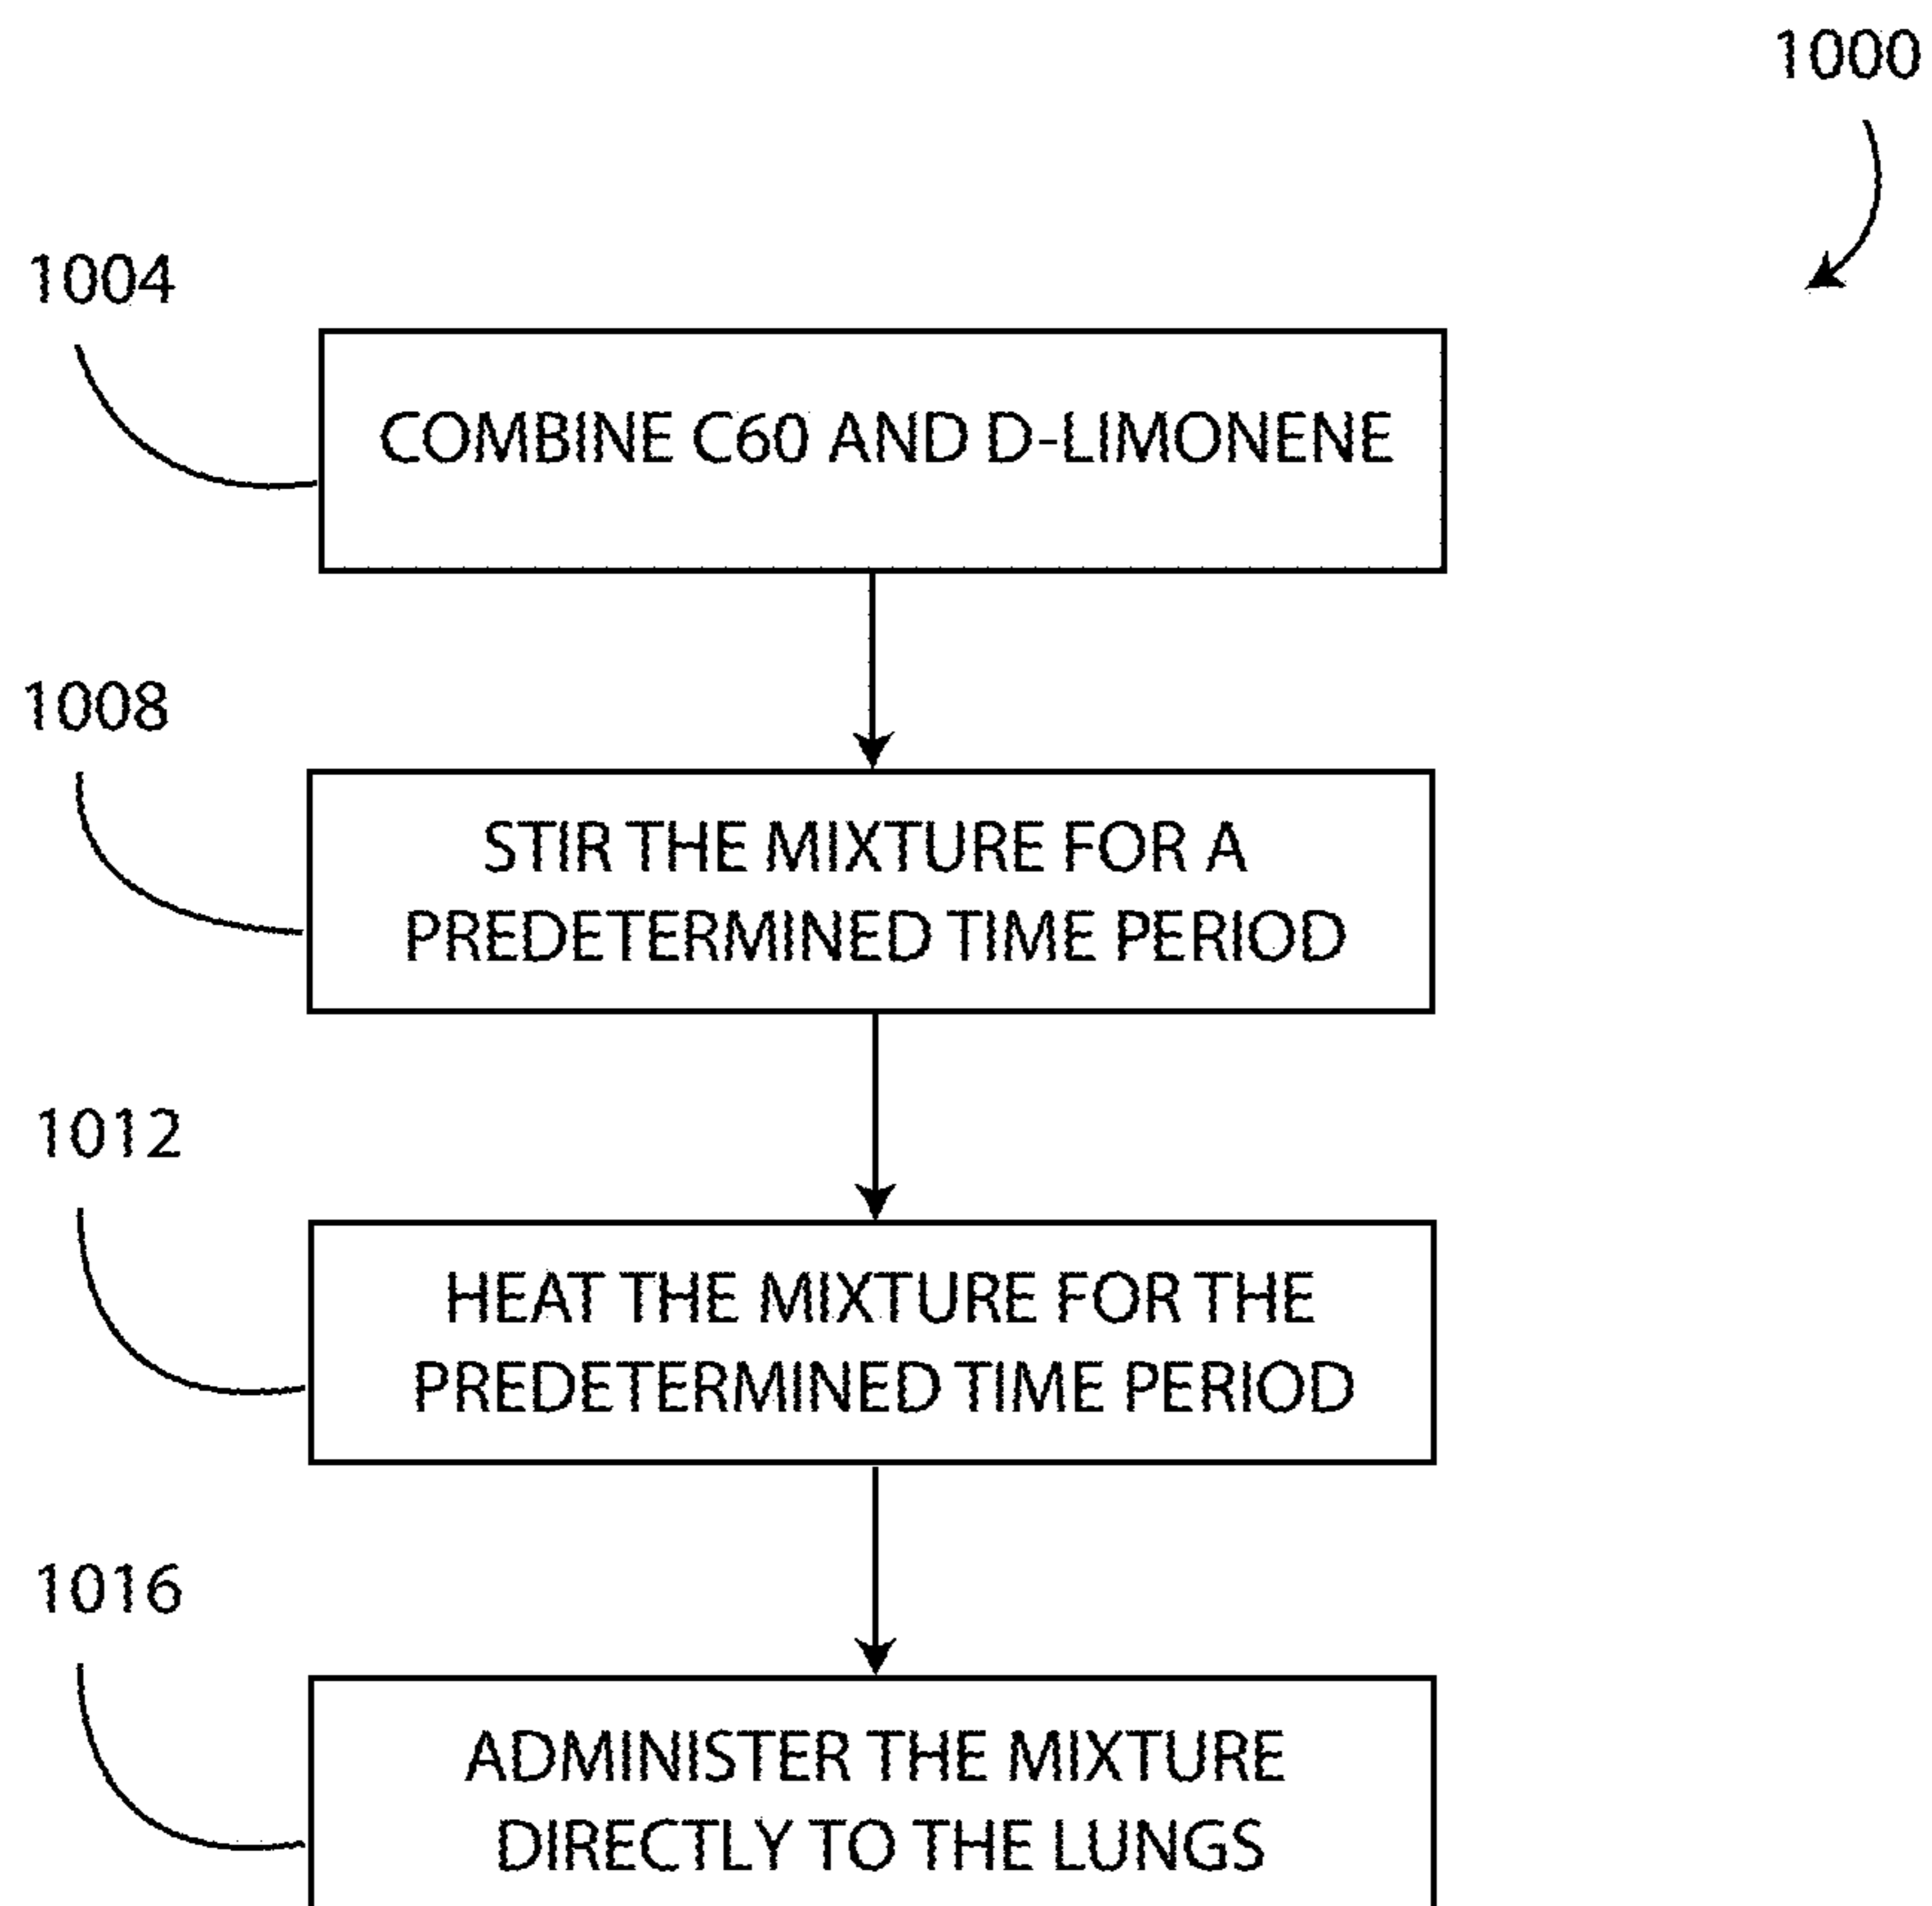 1000
1004
COMBINE C60 AND D-LIMONENE
1008
STIR THE MIXTURE FOR A
PREDETERMINED TIME PERIOD
1012
HEAT THE MIXTURE FOR THE
PREDETERMINED TIME PERIOD
1016
ADMINISTER THE MIXTURE
DIRECTLY TO THE LUNGS